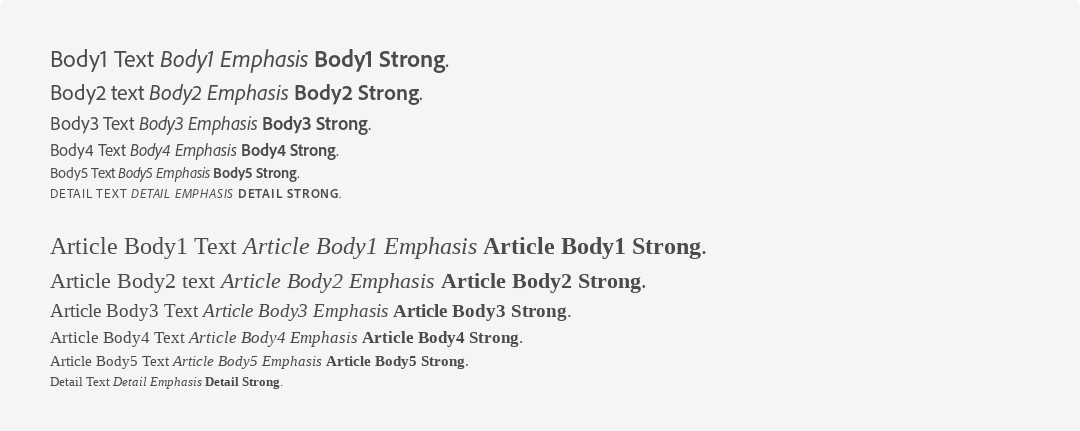 Body1 Text Body1 Emphasis Body1 Strong.
Body2 text Body2 Emphasis Body2 Strong.
Body3 Text Body3 Emphasis Body3 Strong.
Body4 Text Body4 Emphasis Body4 Strong.
Body5 Text Body5 Emphasis Body5 Strong.
DETAIL TEXT DETAIL EMPHASIS DETAIL STRONG.
Article Body1 Text Article Body1 Emphasis Article Body1 Strong.
Article Body2 text Article Body2 Emphasis Article Body2 Strong.
Article Body3 Text Article Body3 Emphasis Article Body3 Strong.
Article Body4 Text Article Body4 Emphasis Article Body4 Strong.
Article Body5 Text Article Body5 Emphasis Article Body5 Strong.
Detail Text Detail Emphasis Detail Strong.